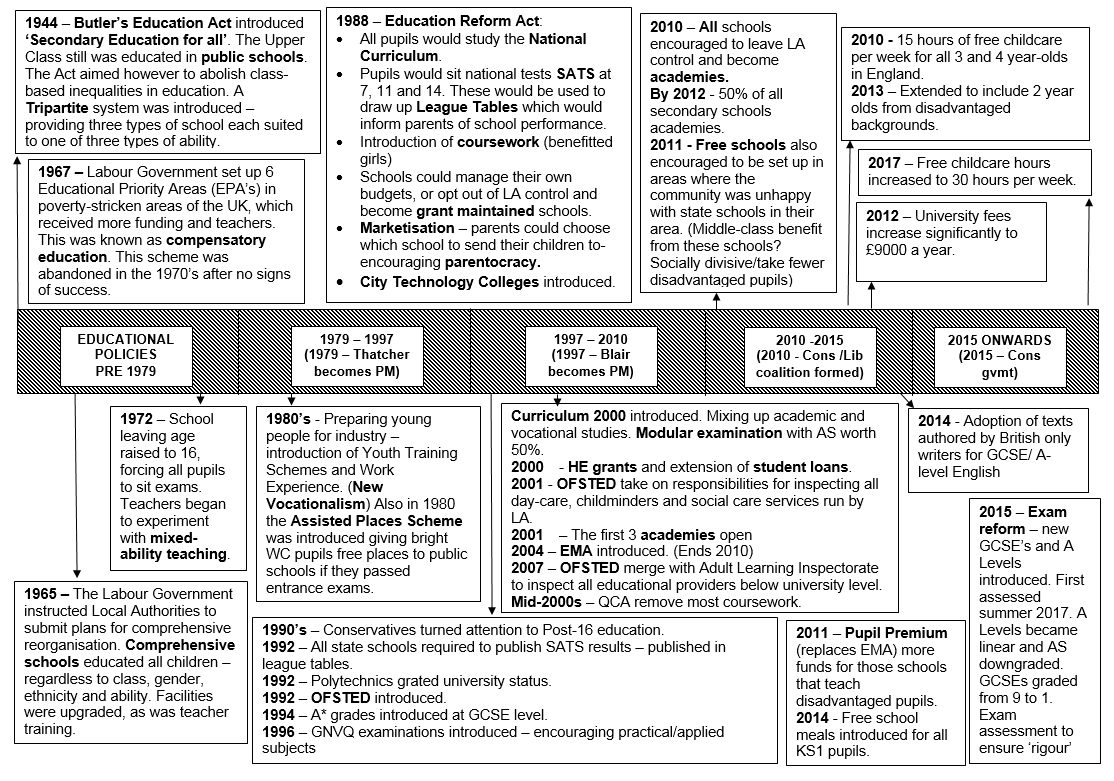 1944 – Butler's Education Act introduced
'Secondary Education for all'. The Upper
Class still was educated in public schools.
The Act aimed however to abolish class-
based inequalities in education. A
Tripartite system was introduced –
providing three types of school each suited
to one of three types of ability.
1967 – Labour Government set up 6
Educational Priority Areas (EPA's) in
poverty-stricken areas of the UK, which
received more funding and teachers.
This was known as compensatory
education. This scheme was
abandoned in the 1970's after no signs
of success.
1988 – Education Reform Act:
• All pupils would study the National
Curriculum.
• Pupils would sit national tests SATS at
7, 11 and 14. These would be used to
draw up League Tables which would
inform parents of school performance.
• Introduction of coursework (benefitted
girls)
• Schools could manage their own
budgets, or opt out of LA control and
become grant maintained schools.
• Marketisation – parents could choose
which school to send their children to-
encouraging parentocracy.
• City Technology Colleges introduced.
2010 – All schools
encouraged to leave LA
control and become
academies.
By 2012 - 50% of all
secondary schools
academies.
2011 - Free schools also
encouraged to be set up in
areas where the
community was unhappy
with state schools in their
area. (Middle-class benefit
from these schools?
Socially divisive/take fewer
disadvantaged pupils)
2010 - 15 hours of free childcare
per week for all 3 and 4 year-olds
in England.
2013 – Extended to include 2 year
olds from disadvantaged
backgrounds.
2017 – Free childcare hours
increased to 30 hours per week.
2012 – University fees
increase significantly to
£9000 a year.
EDUCATIONAL
POLICIES
PRE 1979
1979 – 1997
(1979 – Thatcher
becomes PM)
1997 – 2010
(1997 – Blair
becomes PM)
2010 -2015
(2010 - Cons /Lib
coalition formed)
2015 ONWARDS
(2015 – Cons
gvmt)
1972 – School
leaving age
raised to 16,
forcing all pupils
to sit exams.
Teachers began
to experiment
with mixed-
ability teaching.
1965 – The Labour Government
instructed Local Authorities to
submit plans for comprehensive
reorganisation. Comprehensive
schools educated all children –
regardless to class, gender,
ethnicity and ability. Facilities
were upgraded, as was teacher
training.
1980's - Preparing young
people for industry –
introduction of Youth Training
Schemes and Work
Experience. (New
Vocationalism) Also in 1980
the Assisted Places Scheme
was introduced giving bright
WC pupils free places to public
schools if they passed
entrance exams.
Curriculum 2000 introduced. Mixing up academic and
vocational studies. Modular examination with AS worth
50%.
2000 - HE grants and extension of student loans.
2001 - OFSTED take on responsibilities for inspecting all
day-care, childminders and social care services run by
LA.
2001 – The first 3 academies open
2004 – EMA introduced. (Ends 2010)
2007 – OFSTED merge with Adult Learning Inspectorate
to inspect all educational providers below university level.
Mid-2000s – QCA remove most coursework.
1990's – Conservatives turned attention to Post-16 education.
1992 – All state schools required to publish SATS results – published in
league tables.
1992 – Polytechnics grated university status.
1992 – OFSTED introduced.
1994 – A* grades introduced at GCSE level.
1996 – GNVQ examinations introduced – encouraging practical/applied
subjects
2011 – Pupil Premium
(replaces EMA) more
funds for those schools
that teach
disadvantaged pupils.
2014 - Free school
meals introduced for all
KS1 pupils.
2014 - Adoption of texts
authored by British only
writers for GCSE/ A-
level English
2015 – Exam
reform – new
GCSE's and A
Levels
introduced. First
assessed
summer 2017. A
Levels became
linear and AS
downgraded.
GCSEs graded
from 9 to 1.
Exam
assessment to
ensure 'rigour'